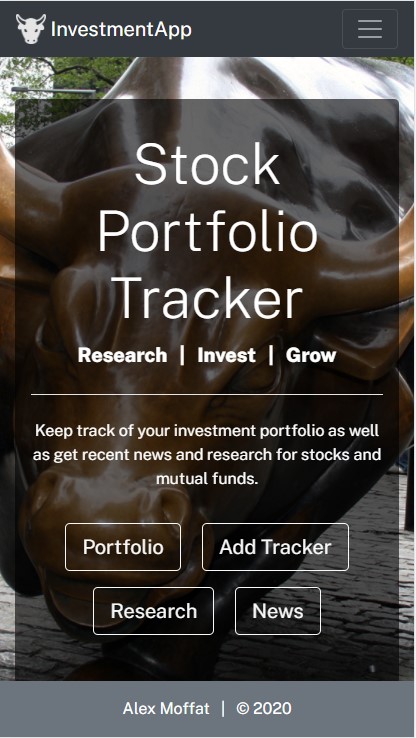 InvestmentApp
Stock
Portfolio
Tracker
Research | Invest | Grow
Keep track of your investment portfolio as well
as get recent news and research for stocks and
mutual funds.
Portfolio Add Tracker
Research News
Alex Moffat | © 2020